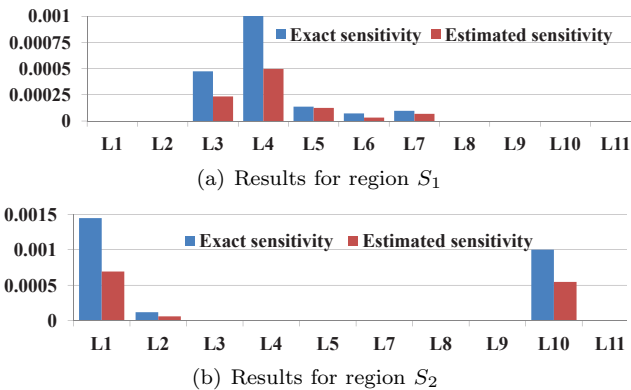 0.001
Exact sensitivity Estimated sensitivity
0.00075
0.0005
0.00025
0
L1 L2 L3 L4 L5 L6 L7 L8 L9 L10 L11
(a) Results for region S₁
0.0015
Exact sensitivity Estimated sensitivity
0.001
0.0005
0
L1 L2 L3 L4 L5 L6 L7 L8 L9 L10 L11
(b) Results for region S₂